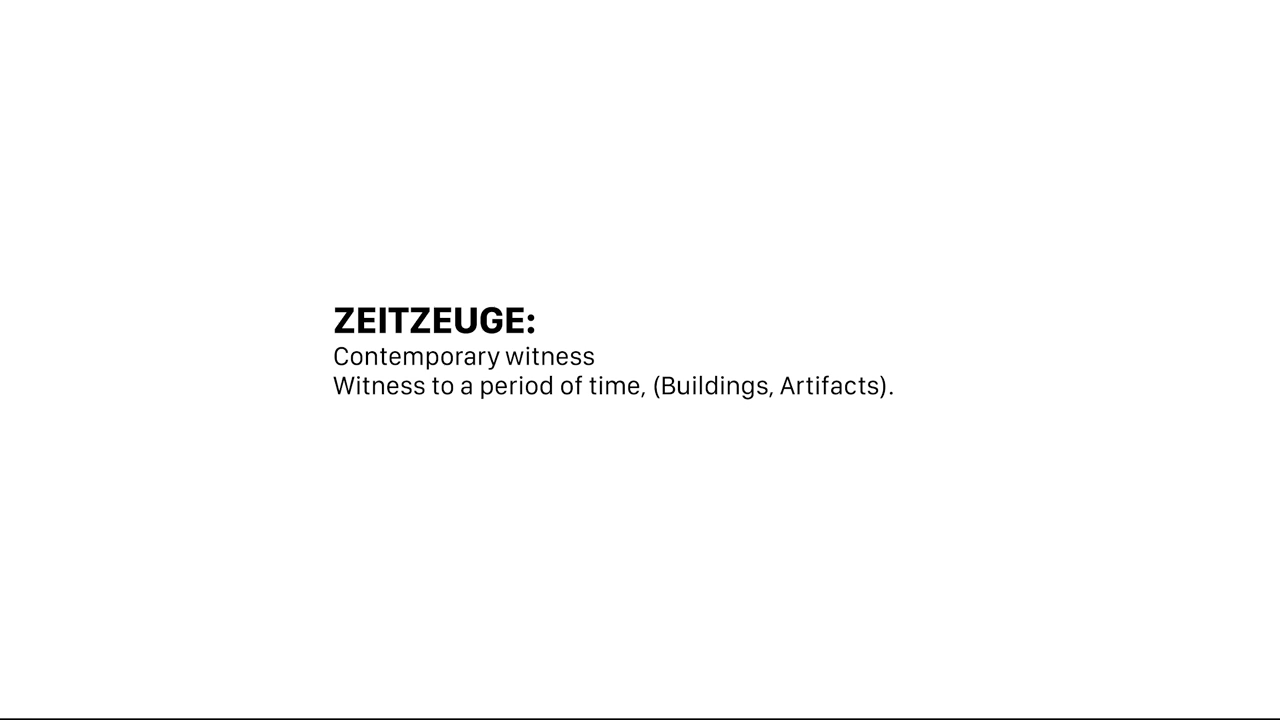 ZEITZEUGE:
Contemporary witness
Witness to a period of time, (Buildings, Artifacts).